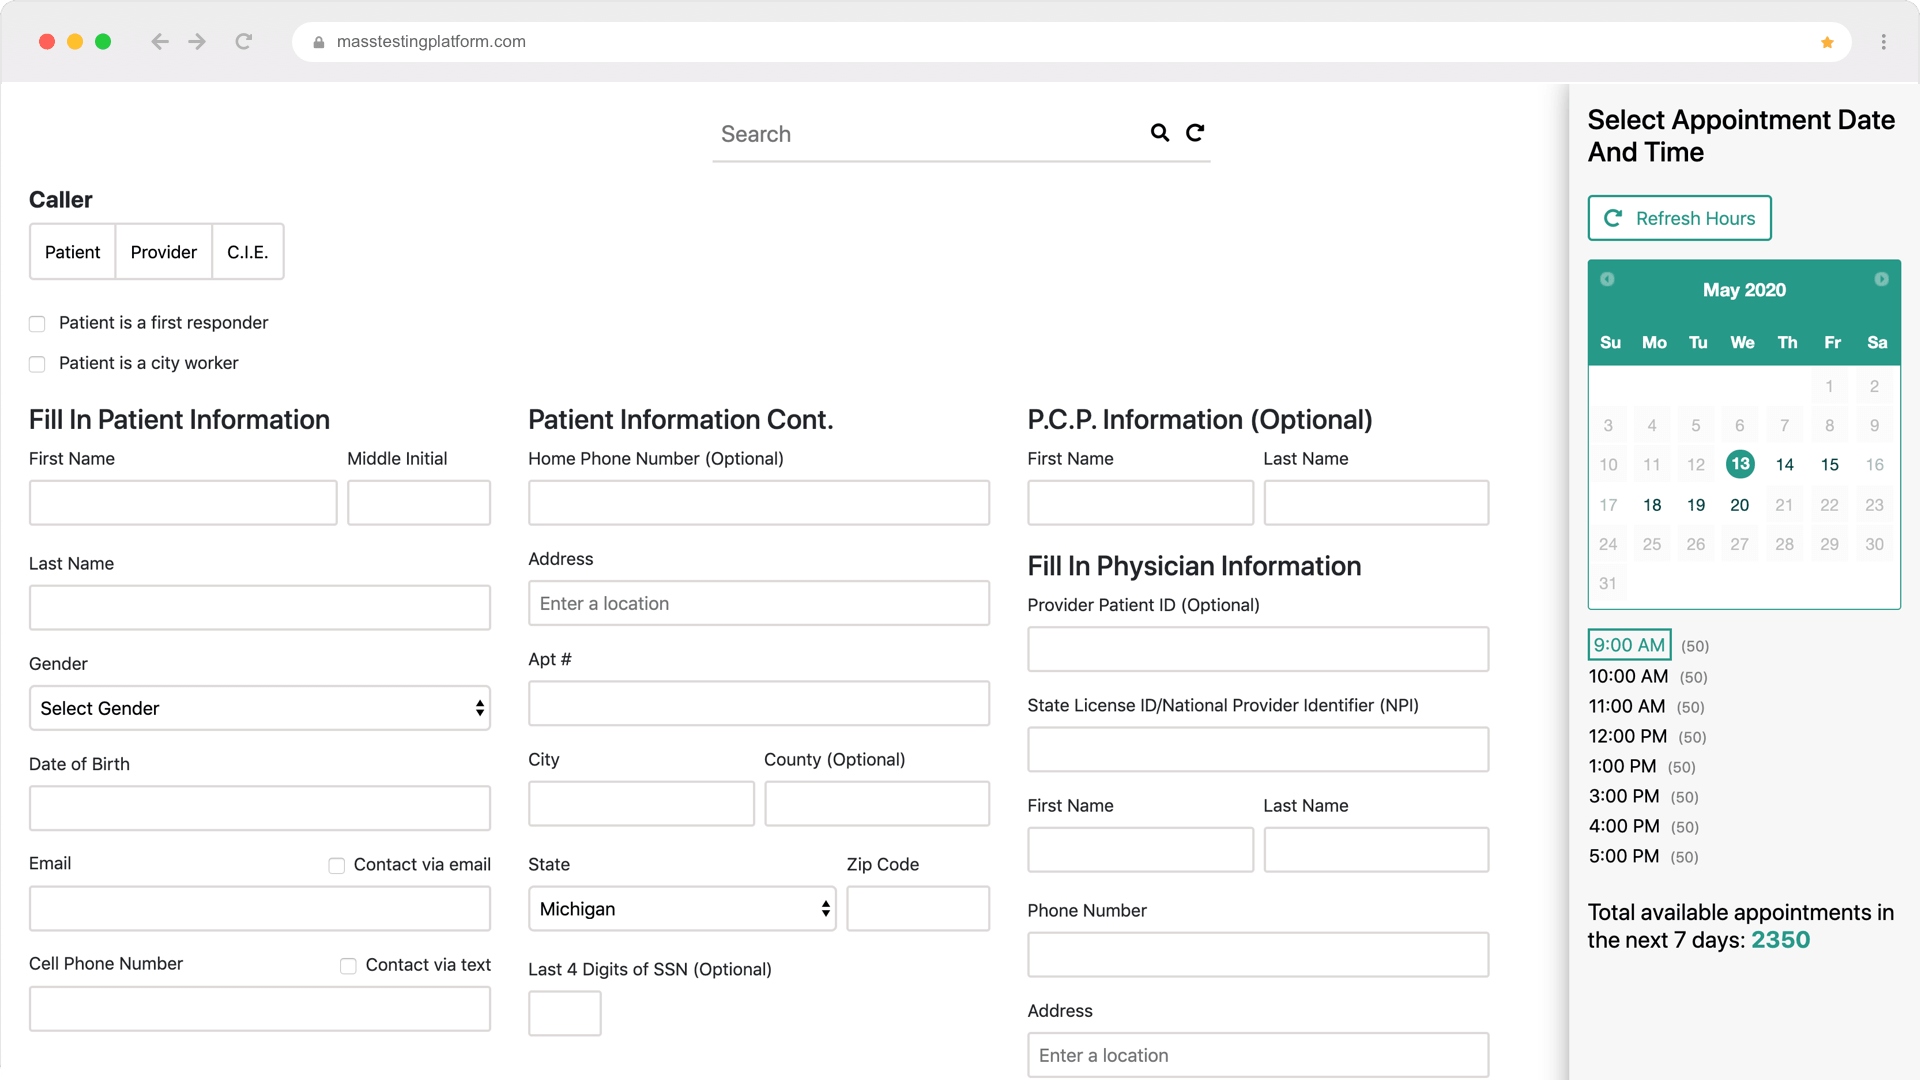 masstestingplatform.com
Search
Caller
Patient Provider C.I.E.
Patient is a first responder
Patient is a city worker
Fill In Patient Information
First Name Middle Initial
Last Name
Gender
Select Gender
Date of Birth
Email Contact via email
Cell Phone Number Contact via text
Patient Information Cont.
Home Phone Number (Optional)
Address
Enter a location
Apt #
City County (Optional)
State Zip Code
Michigan
Last 4 Digits of SSN (Optional)
P.C.P. Information (Optional)
First Name Last Name
Fill In Physician Information
Provider Patient ID (Optional)
State License ID/National Provider Identifier (NPI)
First Name Last Name
Phone Number
Address
Enter a location
Select Appointment Date
And Time
Refresh Hours
May 2020
Su Mo Tu We Th Fr Sa
1 2
3 4 5 6 7 8 9
10 11 12 13 14 15 16
17 18 19 20 21 22 23
24 25 26 27 28 29 30
31
9:00 AM (50)
10:00 AM (50)
11:00 AM (50)
12:00 PM (50)
1:00 PM (50)
3:00 PM (50)
4:00 PM (50)
5:00 PM (50)
Total available appointments in
the next 7 days: 2350